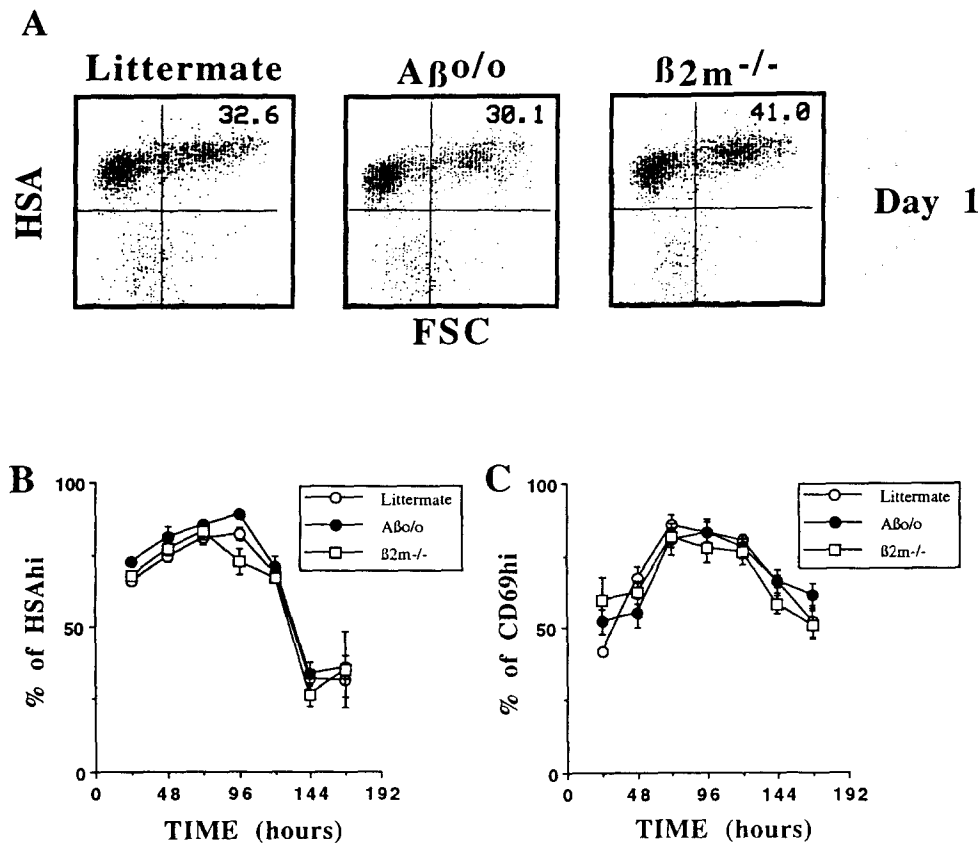 A
Littermate Aβo/o β2m-/-
32.6 30.1 41.0
HSA
Day 1
FSC
B
100
50
0
% of HSAhi
Littermate
Aβo/o
β2m-/-
0 48 96 144 192
TIME (hours)
C
100
50
0
% of CD69hi
Littermate
Aβo/o
β2m-/-
0 48 96 144 192
TIME (hours)